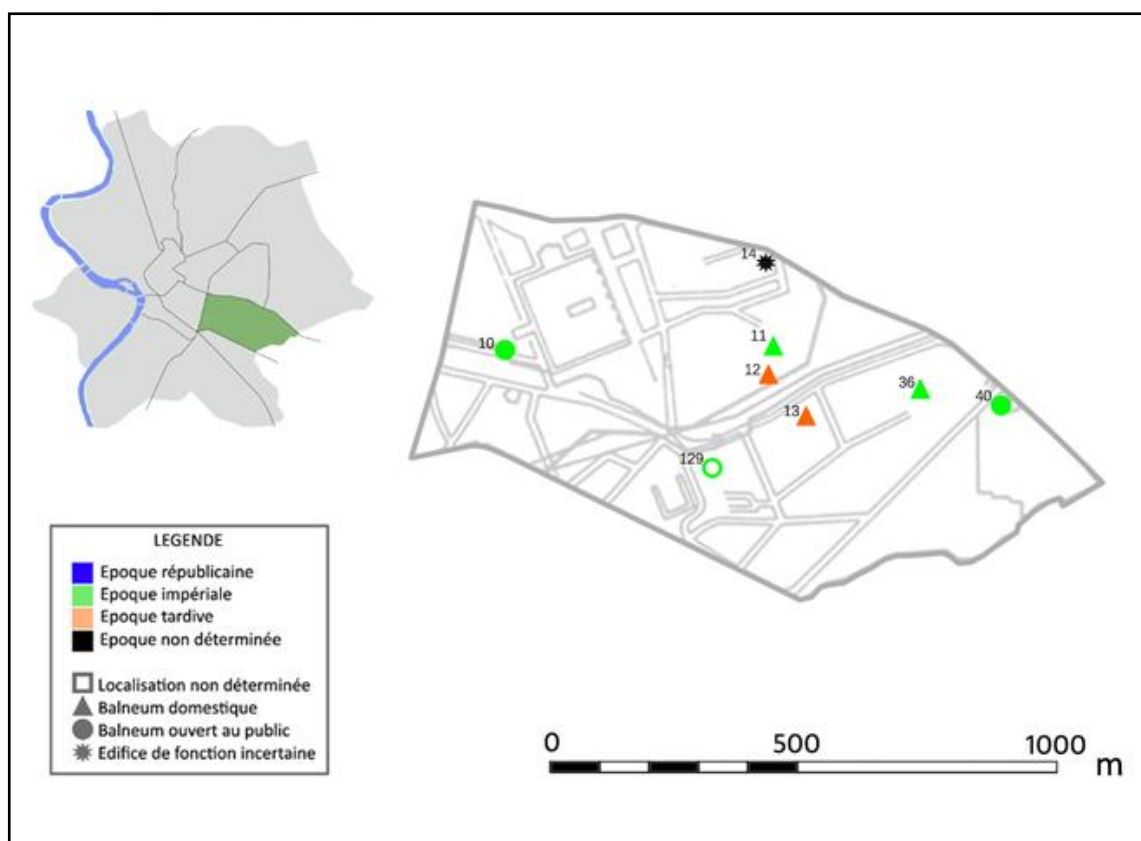 14
11
10
12
36
40
13
129
LEGENDE
Epoque républicaine
Epoque impériale
Epoque tardive
Epoque non déterminée
Localisation non déterminée
Balneum domestique
Balneum ouvert au public
Edifice de fonction incertaine
0 500 1000
m